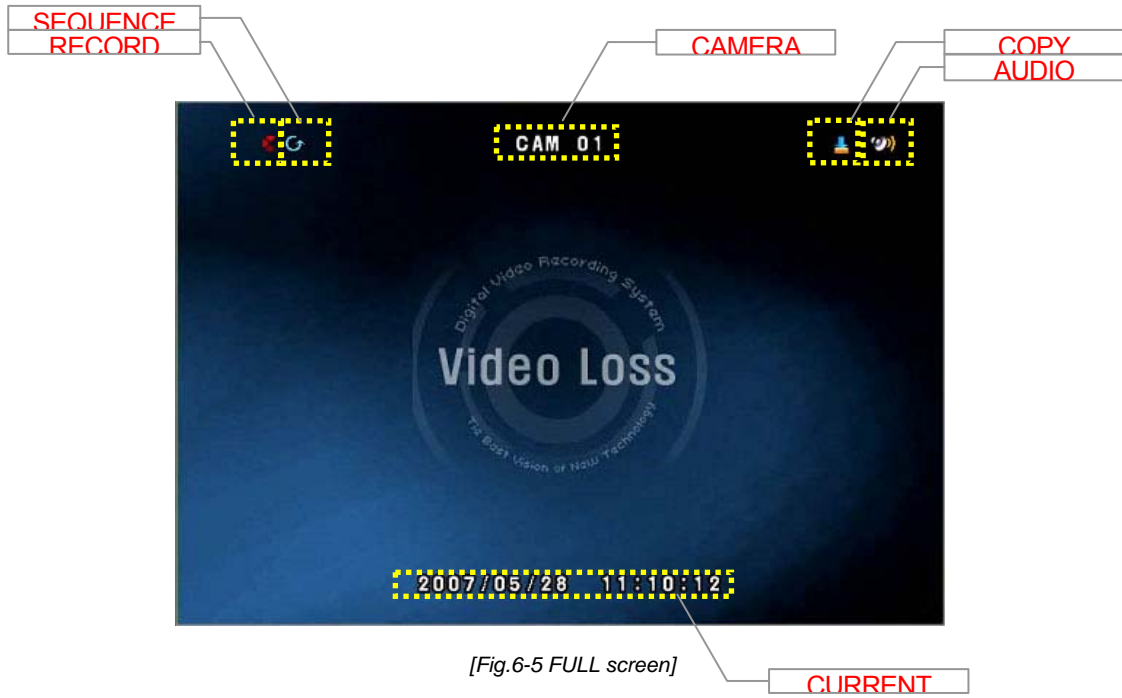 SEQUENCE
RECORD
CAMERA
COPY
AUDIO
CAM 01
Digital Video Recording System
Video Loss
The Best Vision of New Technology
2007/05/28 11:10:12
[Fig.6-5 FULL screen]
CURRENT